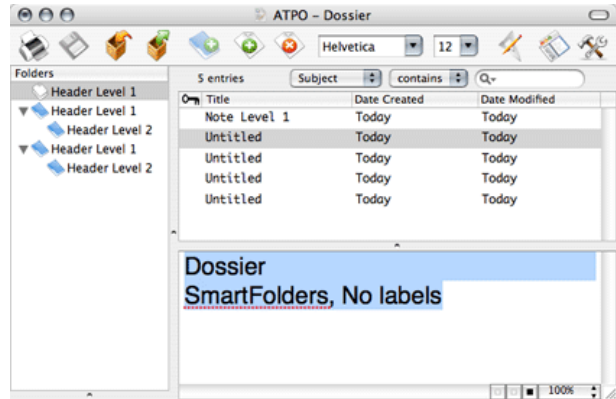 ATPO – Dossier
Helvetica 12
Folders
Header Level 1
Header Level 1
Header Level 2
Header Level 1
Header Level 2
5 entries Subject contains
Title Date Created Date Modified
Note Level 1 Today Today
Untitled Today Today
Untitled Today Today
Untitled Today Today
Untitled Today Today
Dossier
SmartFolders, No labels
100%